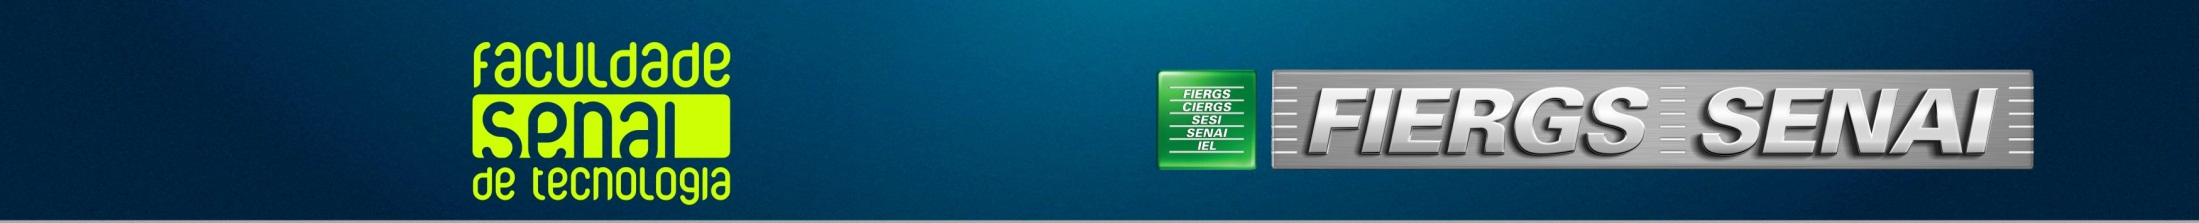 Faculdade
senai
de tecnologia
FIERGS
CIERGS
SESI
SENAI
IEL
FIERGS SENAI